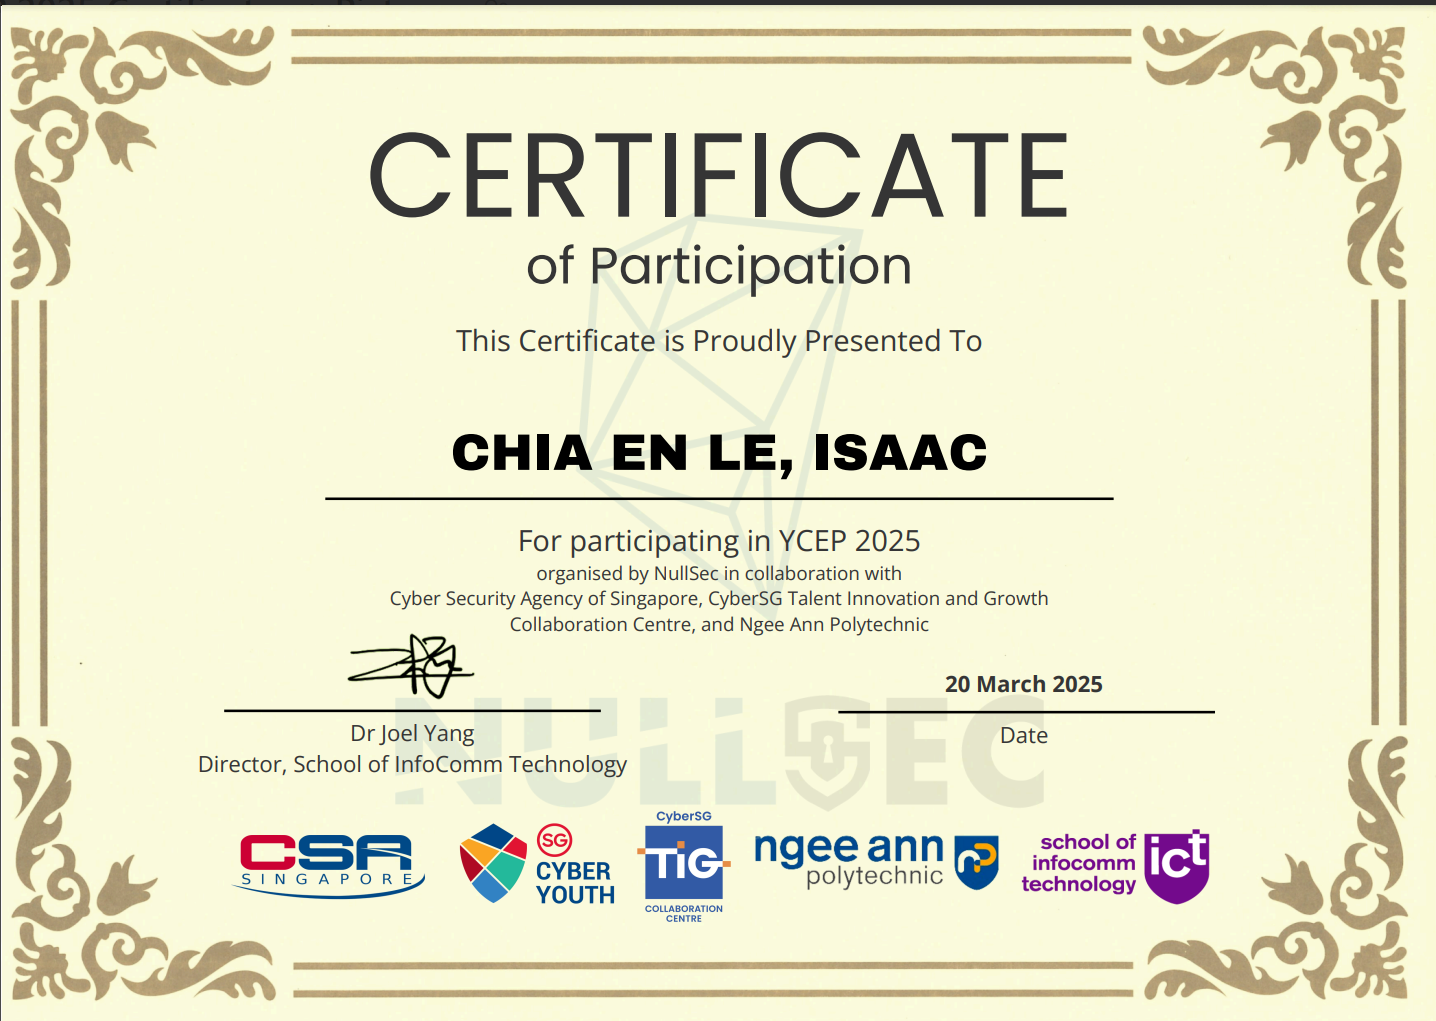 CERTIFICATE
of Participation
This Certificate is Proudly Presented To
CHIA EN LE, ISAAC
For participating in YCEP 2025
organised by NullSec in collaboration with
Cyber Security Agency of Singapore, CyberSG Talent Innovation and Growth
Collaboration Centre, and Ngee Ann Polytechnic
20 March 2025
Dr Joel Yang
Director, School of InfoComm Technology
Date
NULLSEC
CSA
SINGAPORE
SG
CYBER
YOUTH
CyberSG
TiG
COLLABORATION
CENTRE
ngee ann
polytechnic
np
school of
infocomm
technology
ict